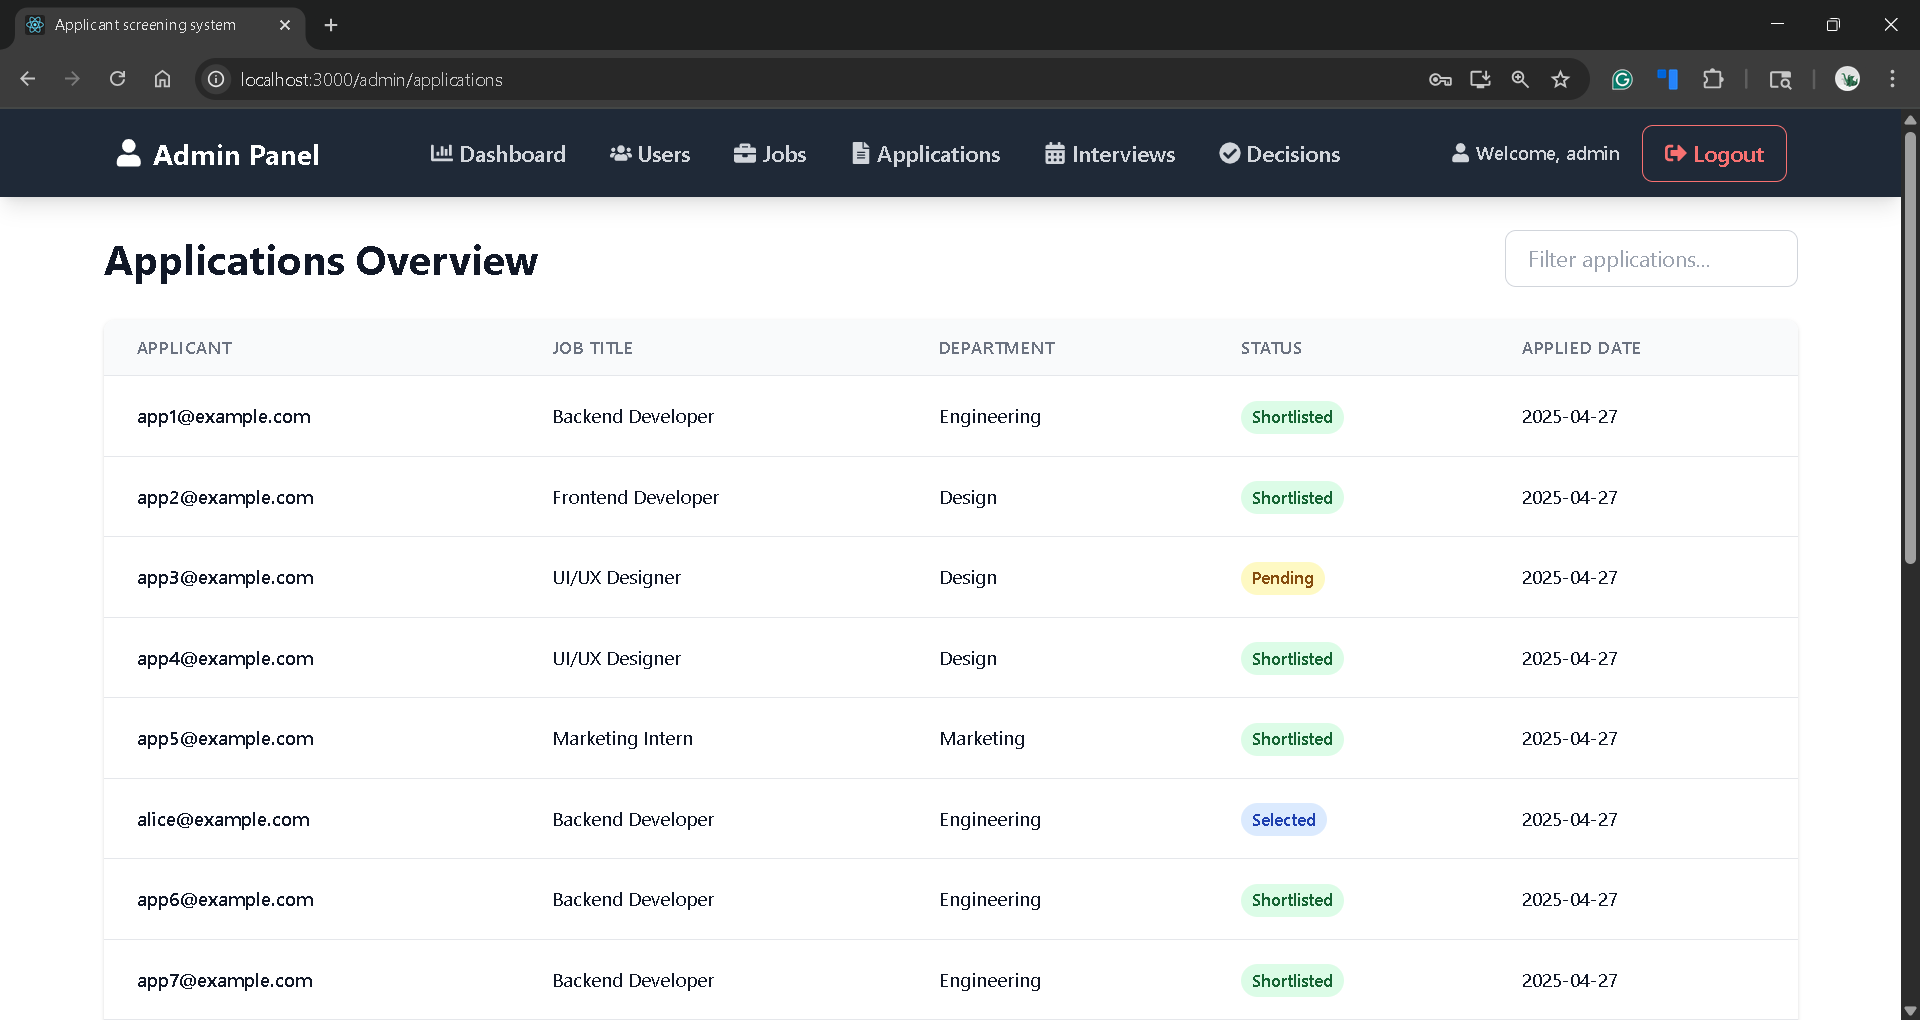 Applicant screening system
localhost:3000/admin/applications
Admin Panel Dashboard Users Jobs Applications Interviews Decisions Welcome, admin Logout
Applications Overview
Filter applications...
APPLICANT JOB TITLE DEPARTMENT STATUS APPLIED DATE
app1@example.com Backend Developer Engineering Shortlisted 2025-04-27
app2@example.com Frontend Developer Design Shortlisted 2025-04-27
app3@example.com UI/UX Designer Design Pending 2025-04-27
app4@example.com UI/UX Designer Design Shortlisted 2025-04-27
app5@example.com Marketing Intern Marketing Shortlisted 2025-04-27
alice@example.com Backend Developer Engineering Selected 2025-04-27
app6@example.com Backend Developer Engineering Shortlisted 2025-04-27
app7@example.com Backend Developer Engineering Shortlisted 2025-04-27